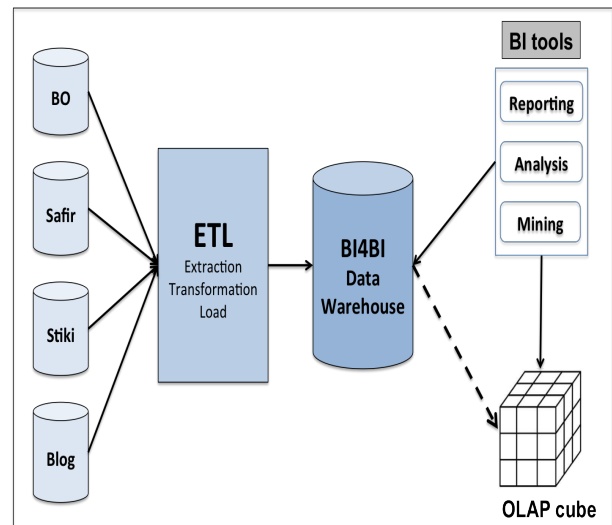 BI tools
BO
Reporting
Safir
Analysis
Mining
ETL
Extraction
Transformation
Load
BI4BI
Data
Warehouse
Stiki
Blog
OLAP cube